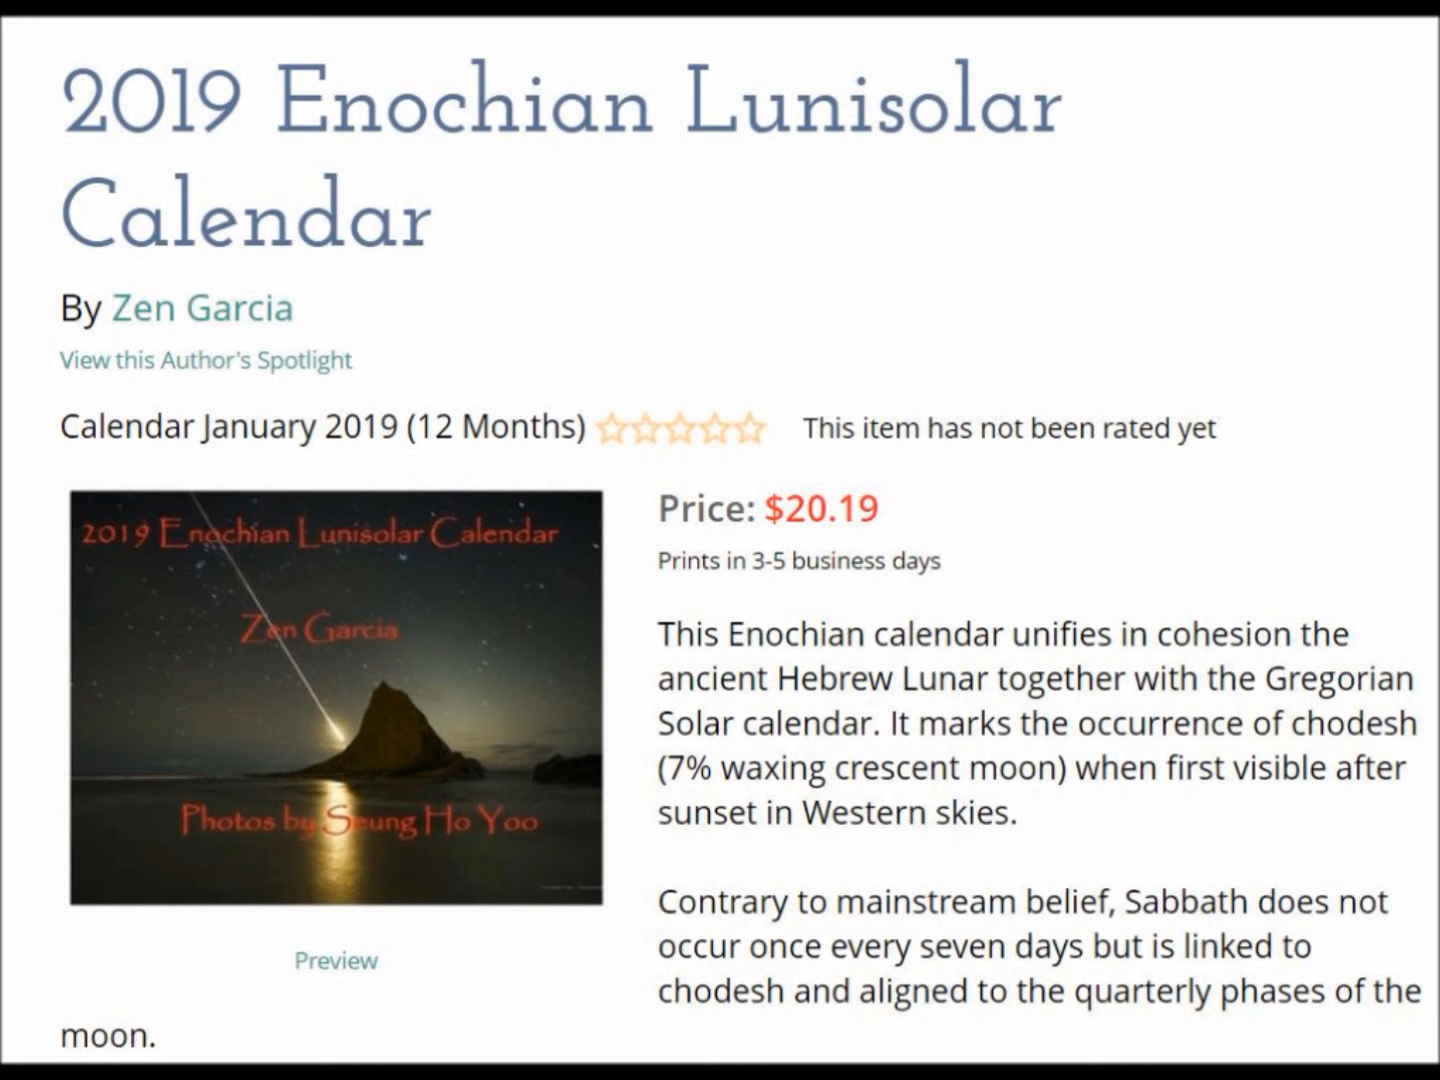 2019 Enochian Lunisolar
Calendar
By Zen Garcia
View this Author's Spotlight
Calendar January 2019 (12 Months)
This item has not been rated yet
2019 Enochian Lunisolar Calendar
Zen Garcia
Photos by Seung Ho Yoo
Preview
Price: $20.19
Prints in 3-5 business days
This Enochian calendar unifies in cohesion the
ancient Hebrew Lunar together with the Gregorian
Solar calendar. It marks the occurrence of chodesh
(7% waxing crescent moon) when first visible after
sunset in Western skies.
Contrary to mainstream belief, Sabbath does not
occur once every seven days but is linked to
chodesh and aligned to the quarterly phases of the
moon.